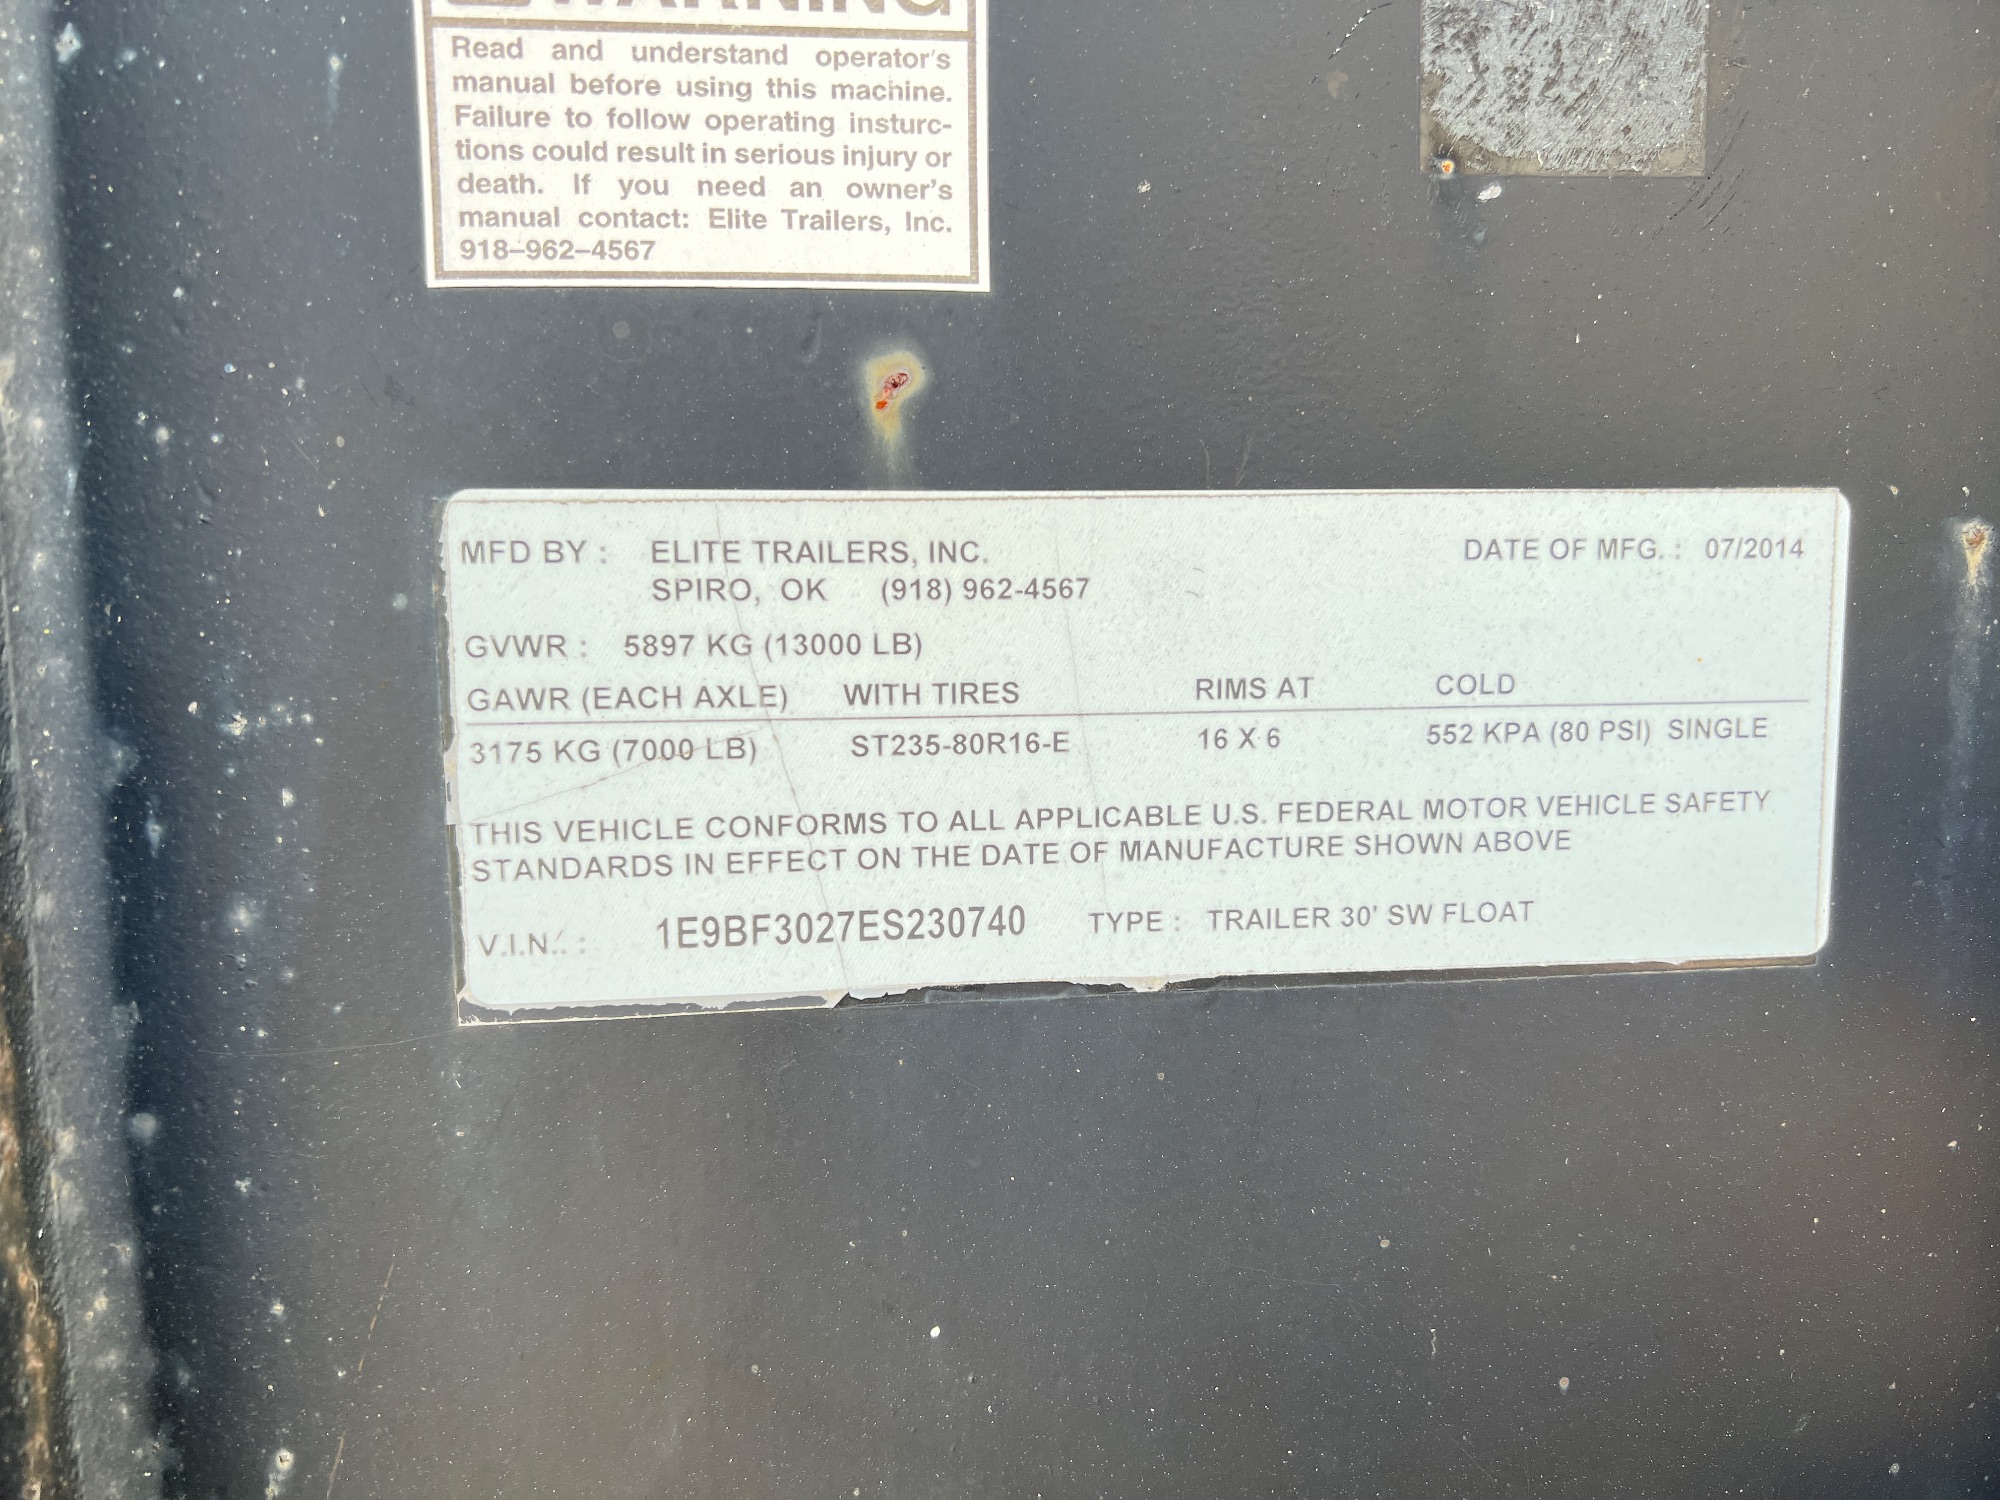 WARNING
Read and understand operator's
manual before using this machine.
Failure to follow operating insturc-
tions could result in serious injury or
death. If you need an owner's
manual contact: Elite Trailers, Inc.
918–962–4567
MFD BY : ELITE TRAILERS, INC. DATE OF MFG. : 07/2014
SPIRO, OK (918) 962-4567
GVWR : 5897 KG (13000 LB)
GAWR (EACH AXLE) WITH TIRES RIMS AT COLD
3175 KG (7000 LB) ST235-80R16-E 16 X 6 552 KPA (80 PSI) SINGLE
THIS VEHICLE CONFORMS TO ALL APPLICABLE U.S. FEDERAL MOTOR VEHICLE SAFETY
STANDARDS IN EFFECT ON THE DATE OF MANUFACTURE SHOWN ABOVE
V.I.N. : 1E9BF3027ES230740 TYPE : TRAILER 30' SW FLOAT